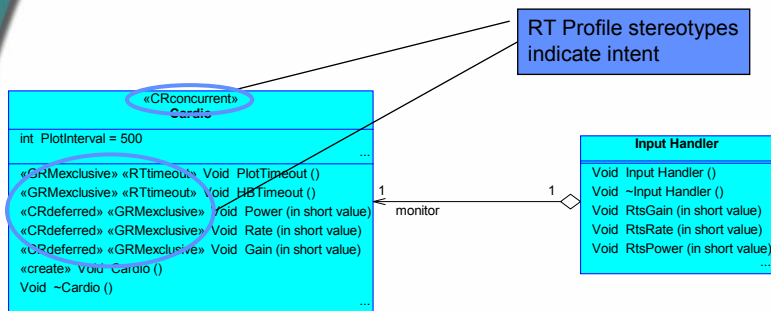 RT Profile stereotypes
indicate intent
«CRconcurrent»
Cardio
int PlotInterval = 500
...
«GRMexclusive» «RTtimeout» Void PlotTimeout ()
«GRMexclusive» «RTtimeout» Void HBTimeout ()
«CRdeferred» «GRMexclusive» Void Power (in short value)
«CRdeferred» «GRMexclusive» Void Rate (in short value)
«CRdeferred» «GRMexclusive» Void Gain (in short value)
«create» Void Cardio ()
Void ~Cardio ()
...
1
monitor
1
Input Handler
Void Input Handler ()
Void ~Input Handler ()
Void RtsGain (in short value)
Void RtsRate (in short value)
Void RtsPower (in short value)
...